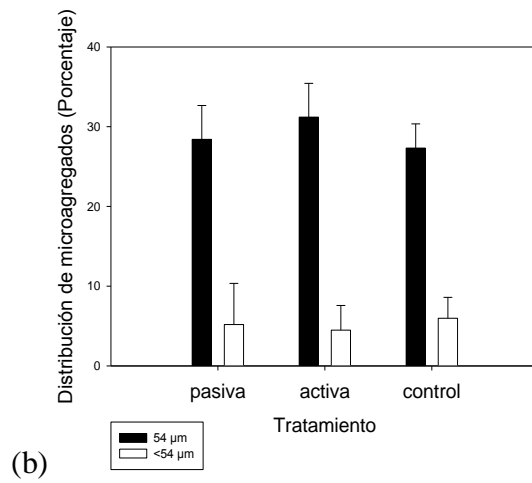 Distribución de microagregados (Porcentaje)
40
30
20
10
0
pasiva activa control
Tratamiento
54 µm
<54 µm
(b)